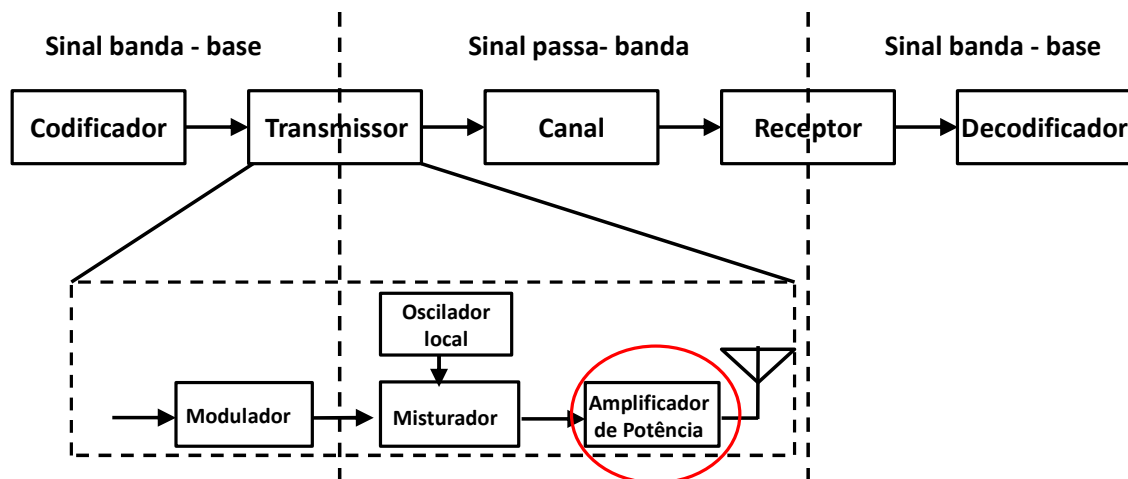 Sinal banda - base
Sinal passa- banda
Sinal banda - base
Codificador
Transmissor
Canal
Receptor
Decodificador
Oscilador
local
Modulador
Misturador
Amplificador
de Potência